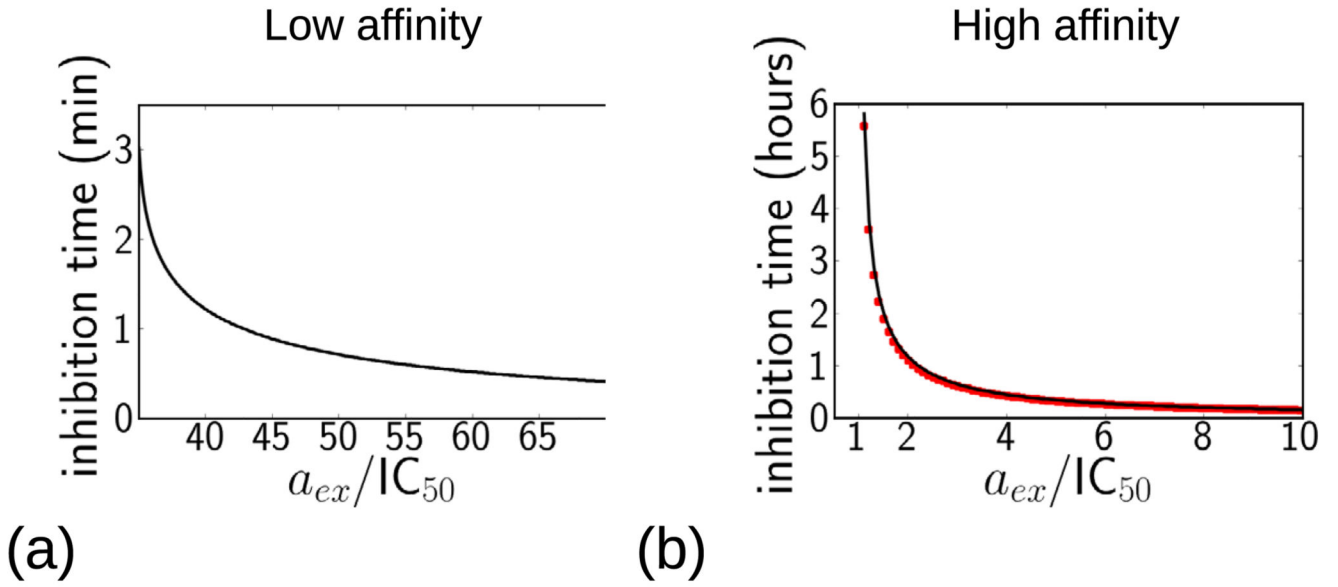 Low affinity
inhibition time (min)
3
2
1
0
40 45 50 55 60 65
a_ex/IC50
(a)
High affinity
inhibition time (hours)
6
5
4
3
2
1
0
1 2 4 6 8 10
a_ex/IC50
(b)